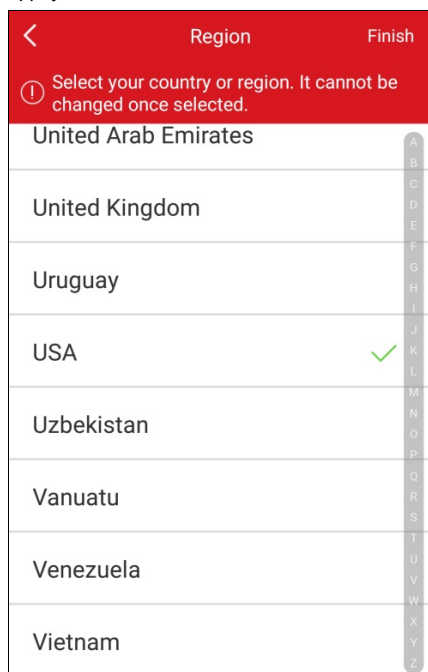 Region
Finish
Select your country or region. It cannot be
changed once selected.
United Arab Emirates
United Kingdom
Uruguay
USA
Uzbekistan
Vanuatu
Venezuela
Vietnam
A
B
C
D
E
F
G
H
I
J
K
L
M
N
O
P
Q
R
S
T
U
V
W
X
Y
Z